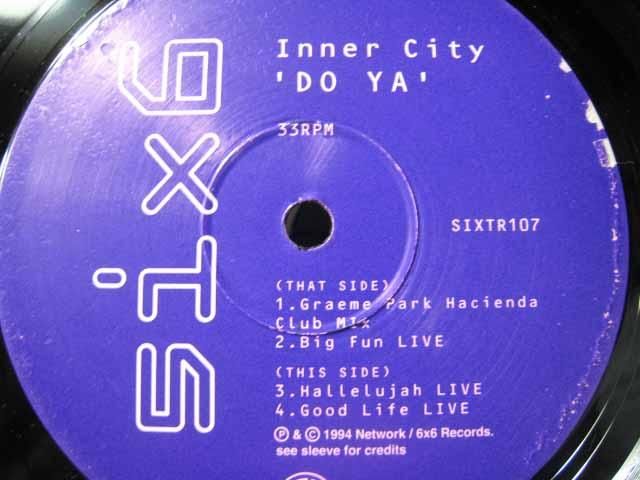 six6
Inner City
'DO YA'
33RPM
SIXTR107
(THAT SIDE)
1.Graeme Park Hacienda
Club MIx
2.Big Fun LIVE
(THIS SIDE)
3.Hallelujah LIVE
4.Good Life LIVE
℗ & © 1994 Network / 6x6 Records.
see sleeve for credits